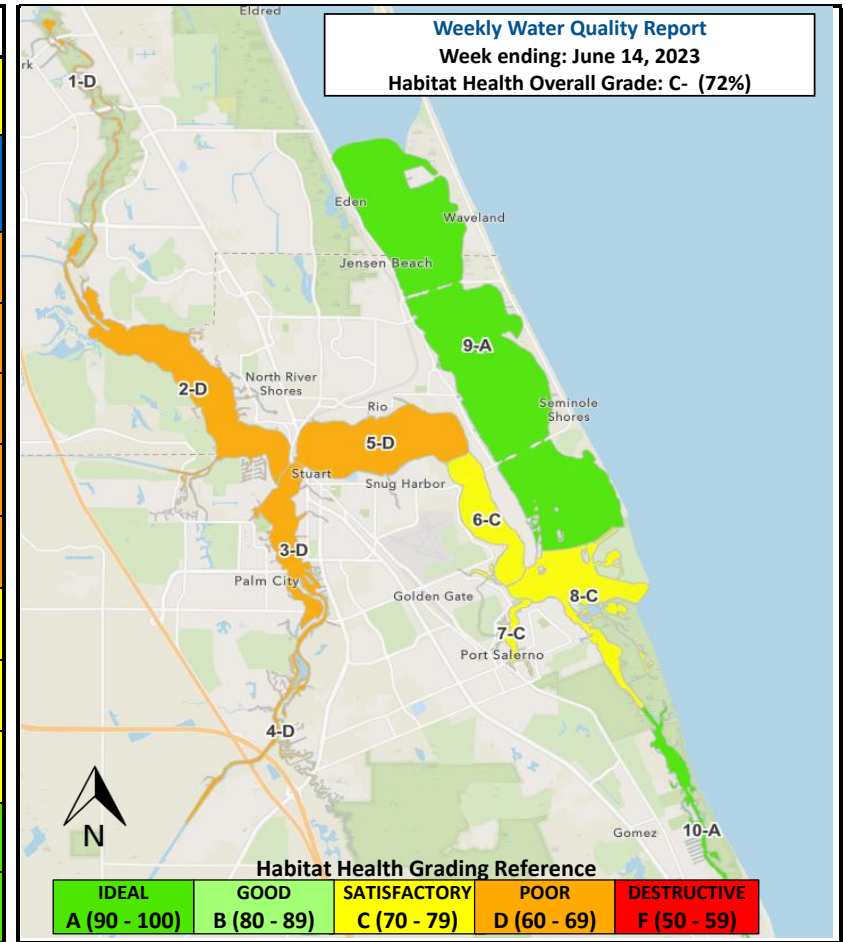 Eldred
Weekly Water Quality Report
Week ending: June 14, 2023
Habitat Health Overall Grade: C- (72%)
rk
1-D
Eden
Waveland
Jensen Beach
9-A
2-D
North River
Shores
Rio
Seminole
Shores
5-D
Stuart
Snug Harbor
6-C
3-D
Palm City
Golden Gate
8-C
7-C
Port Salerno
4-D
N
Gomez
10-A
Habitat Health Grading Reference
IDEAL GOOD SATISFACTORY POOR DESTRUCTIVE
A (90 - 100) B (80 - 89) C (70 - 79) D (60 - 69) F (50 - 59)